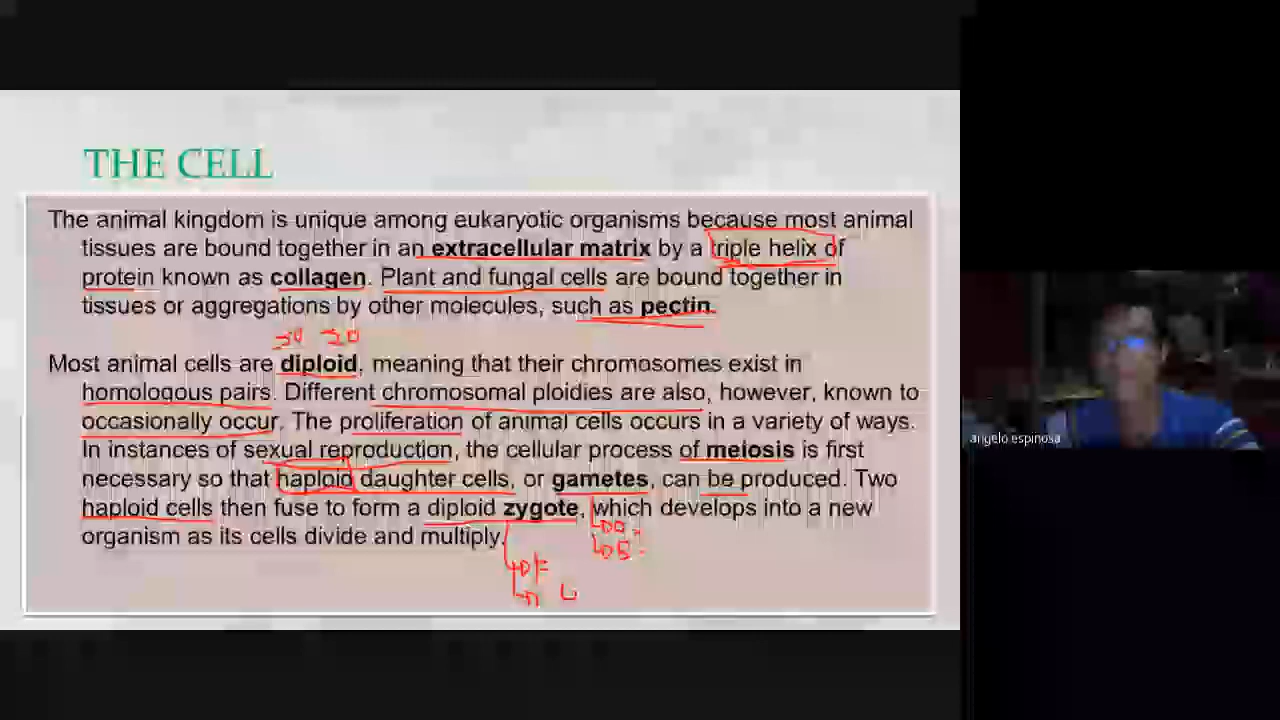 THE CELL
The animal kingdom is unique among eukaryotic organisms because most animal
tissues are bound together in an extracellular matrix by a triple helix of
protein known as collagen. Plant and fungal cells are bound together in
tissues or aggregations by other molecules, such as pectin.
Most animal cells are diploid, meaning that their chromosomes exist in
homologous pairs. Different chromosomal ploidies are also, however, known to
occasionally occur. The proliferation of animal cells occurs in a variety of ways.
In instances of sexual reproduction, the cellular process of meiosis is first
necessary so that haploid daughter cells, or gametes, can be produced. Two
haploid cells then fuse to form a diploid zygote, which develops into a new
organism as its cells divide and multiply.
angelo espinosa